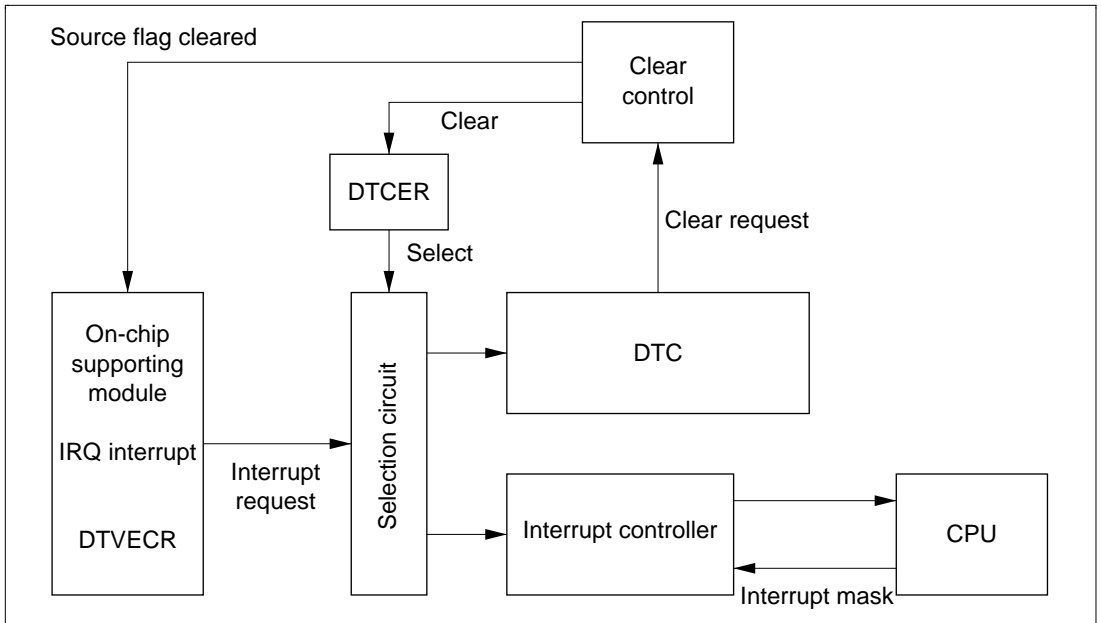 Source flag cleared
Clear
control
Clear
DTCER
Clear request
Select
On-chip
supporting
module
DTC
Selection circuit
IRQ interrupt
Interrupt
request
Interrupt controller
CPU
DTVECR
Interrupt mask